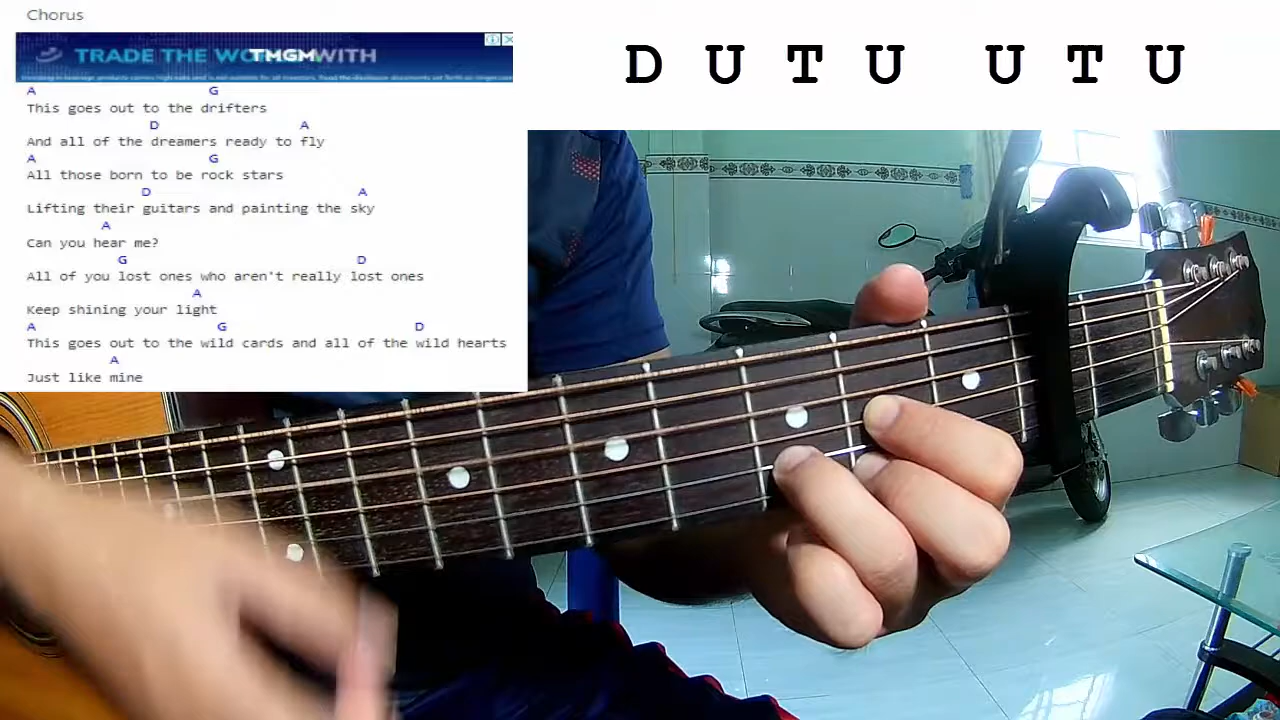 Chorus
TRADE THE WO TMGM WITH
A G
This goes out to the drifters
D A
And all of the dreamers ready to fly
A G
All those born to be rock stars
D A
Lifting their guitars and painting the sky
A
Can you hear me?
G D
All of you lost ones who aren't really lost ones
A
Keep shining your light
A G D
This goes out to the wild cards and all of the wild hearts
A
Just like mine
D U T U U T U